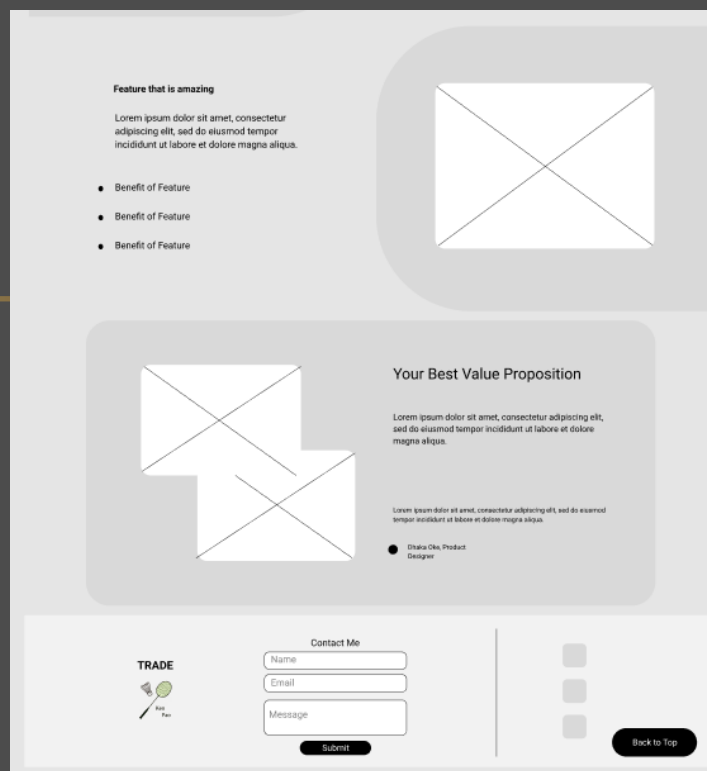 Feature that is amazing
Lorem ipsum dolor sit amet, consectetur
adipiscing elit, sed do eiusmod tempor
incididunt ut labore et dolore magna aliqua.
Benefit of Feature
Benefit of Feature
Benefit of Feature
Your Best Value Proposition
Lorem ipsum dolor sit amet, consectetur adipiscing elit,
sed do eiusmod tempor incididunt ut labore et dolore
magna aliqua.
Lorem ipsum dolor sit amet, consectetur adipiscing elit, sed do eiusmod
tempor incididunt ut labore et dolore magna aliqua.
Dhaka Oke, Product
Designer
TRADE
Contact Me
Name
Email
Message
Submit
Back to Top